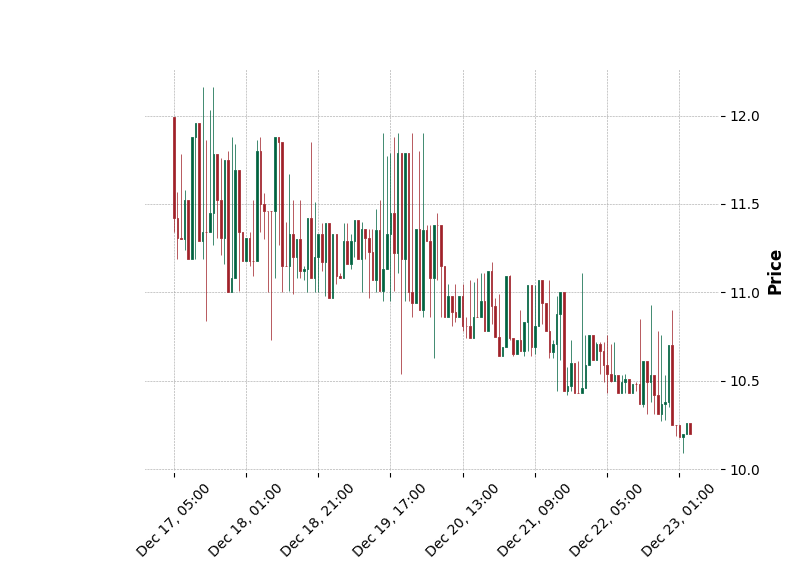 12.0
11.5
11.0
10.5
10.0
Price
Dec 17, 05:00
Dec 18, 01:00
Dec 18, 21:00
Dec 19, 17:00
Dec 20, 13:00
Dec 21, 09:00
Dec 22, 05:00
Dec 23, 01:00